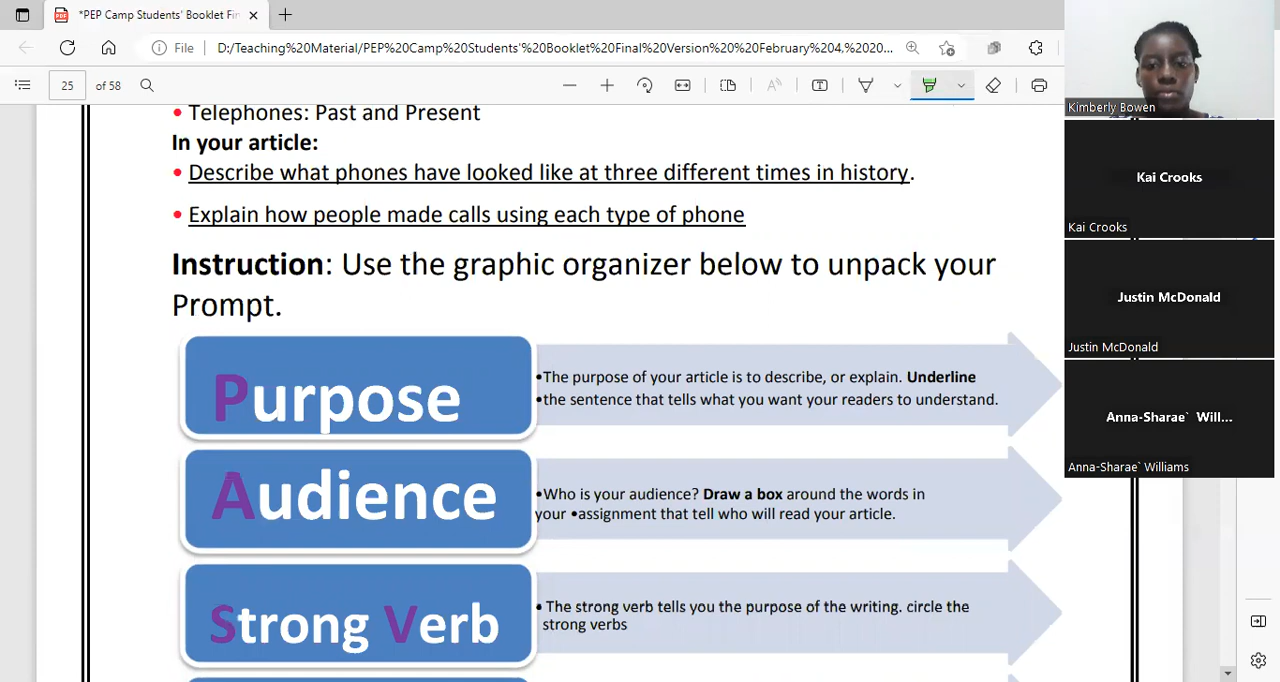 *PEP Camp Students' Booklet Fin
File
D:/Teaching%20Material/PEP%20Camp%20Students'%20Booklet%20Final%20Version%20%20February%204.%2020...
25 of 58
• Telephones: Past and Present
In your article:
• Describe what phones have looked like at three different times in history.
• Explain how people made calls using each type of phone
Instruction: Use the graphic organizer below to unpack your
Prompt.
Purpose
•The purpose of your article is to describe, or explain. Underline
•the sentence that tells what you want your readers to understand.
Audience
•Who is your audience? Draw a box around the words in
your •assignment that tell who will read your article.
Strong Verb
• The strong verb tells you the purpose of the writing. circle the
strong verbs
Kimberly Bowen
Kai Crooks
Kai Crooks
Justin McDonald
Justin McDonald
Anna-Sharae` Will...
Anna-Sharae` Williams